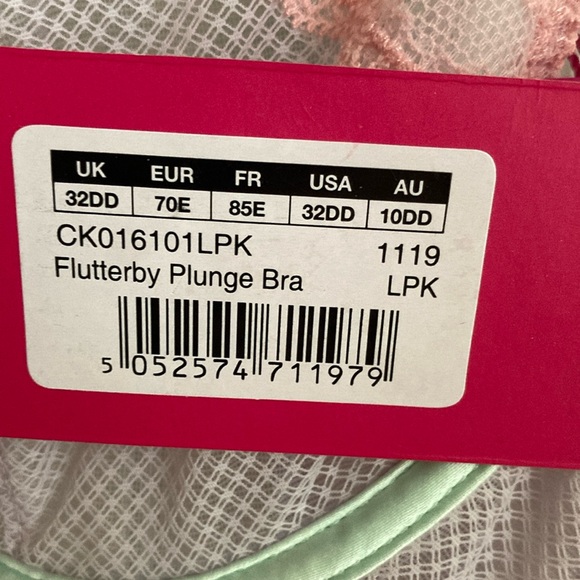 UK EUR FR USA AU
32DD 70E 85E 32DD 10DD
CK016101LPK 1119
Flutterby Plunge Bra LPK
5 052574 711979